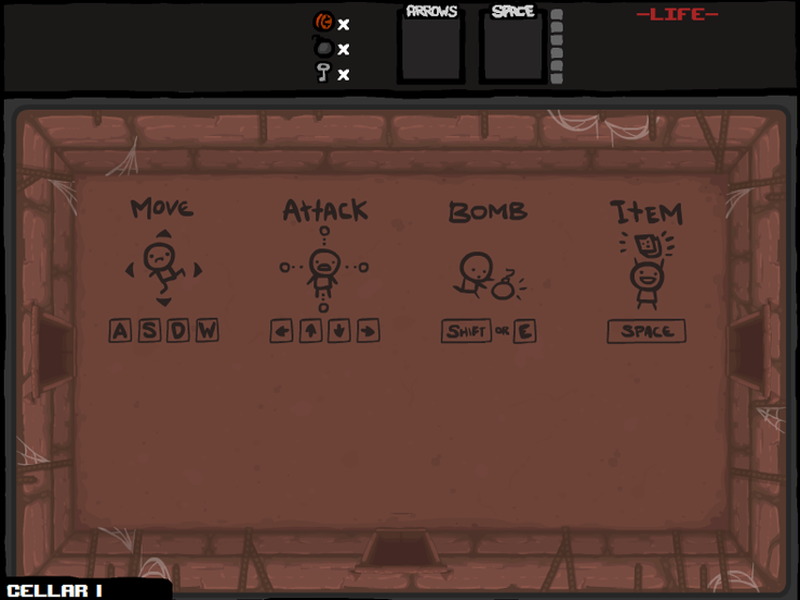 ARROWS SPACE -LIFE-
X
X
X
MOVE ATTACK BOMB ITEM
A S D W SHIFT OR E SPACE
CELLAR I